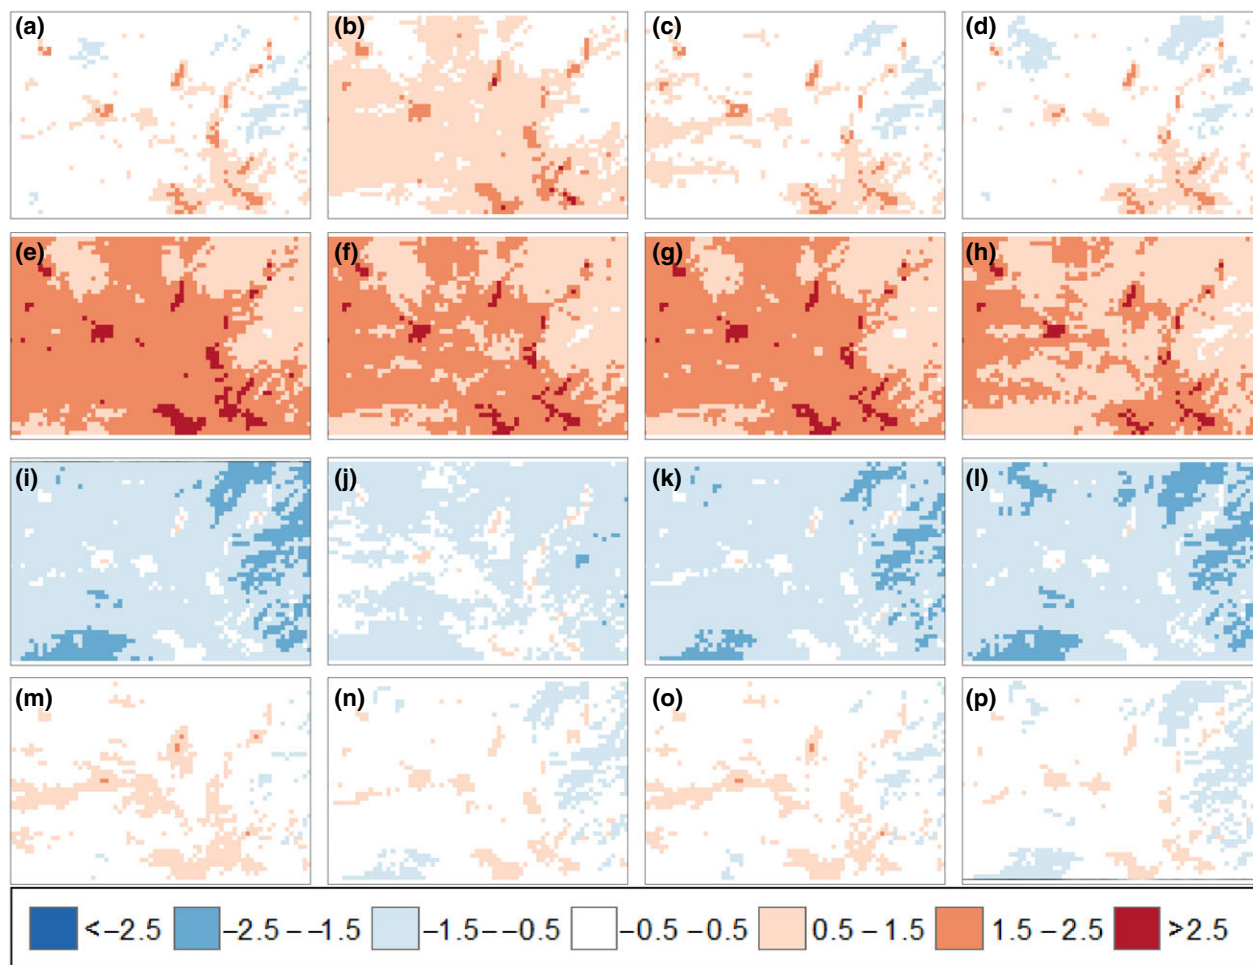 (a) (b) (c) (d)
(e) (f) (g) (h)
(i) (j) (k) (l)
(m) (n) (o) (p)
<-2.5 -2.5 - -1.5 -1.5- -0.5 -0.5 - 0.5 0.5 - 1.5 1.5 - 2.5 >2.5